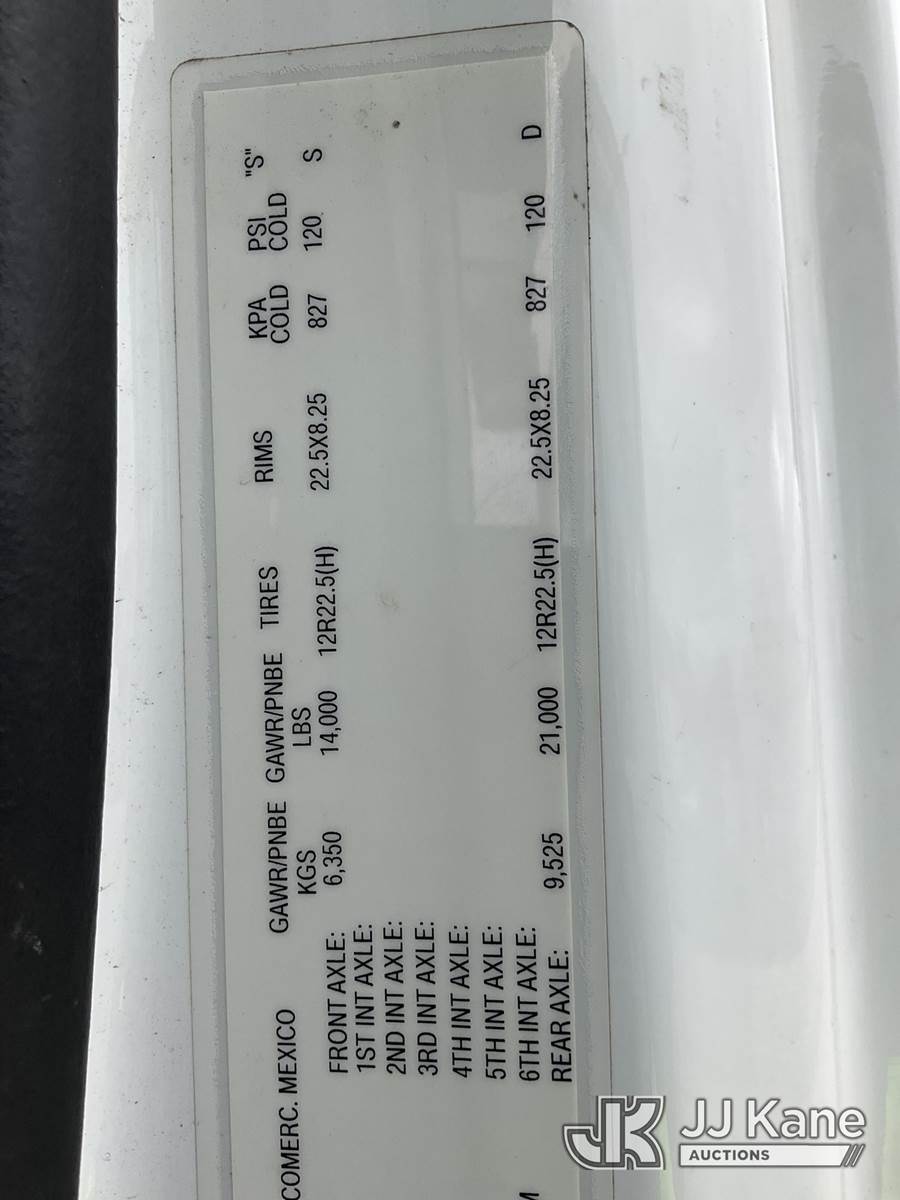 COMERC. MEXICO
GAWR/PNBE GAWR/PNBE TIRES RIMS KPA PSI "S"
KGS LBS COLD COLD
FRONT AXLE: 6,350 14,000 12R22.5(H) 22.5X8.25 827 120 S
1ST INT AXLE:
2ND INT AXLE:
3RD INT AXLE:
4TH INT AXLE:
5TH INT AXLE:
6TH INT AXLE:
REAR AXLE: 9,525 21,000 12R22.5(H) 22.5X8.25 827 120 D
JK JJ Kane
AUCTIONS